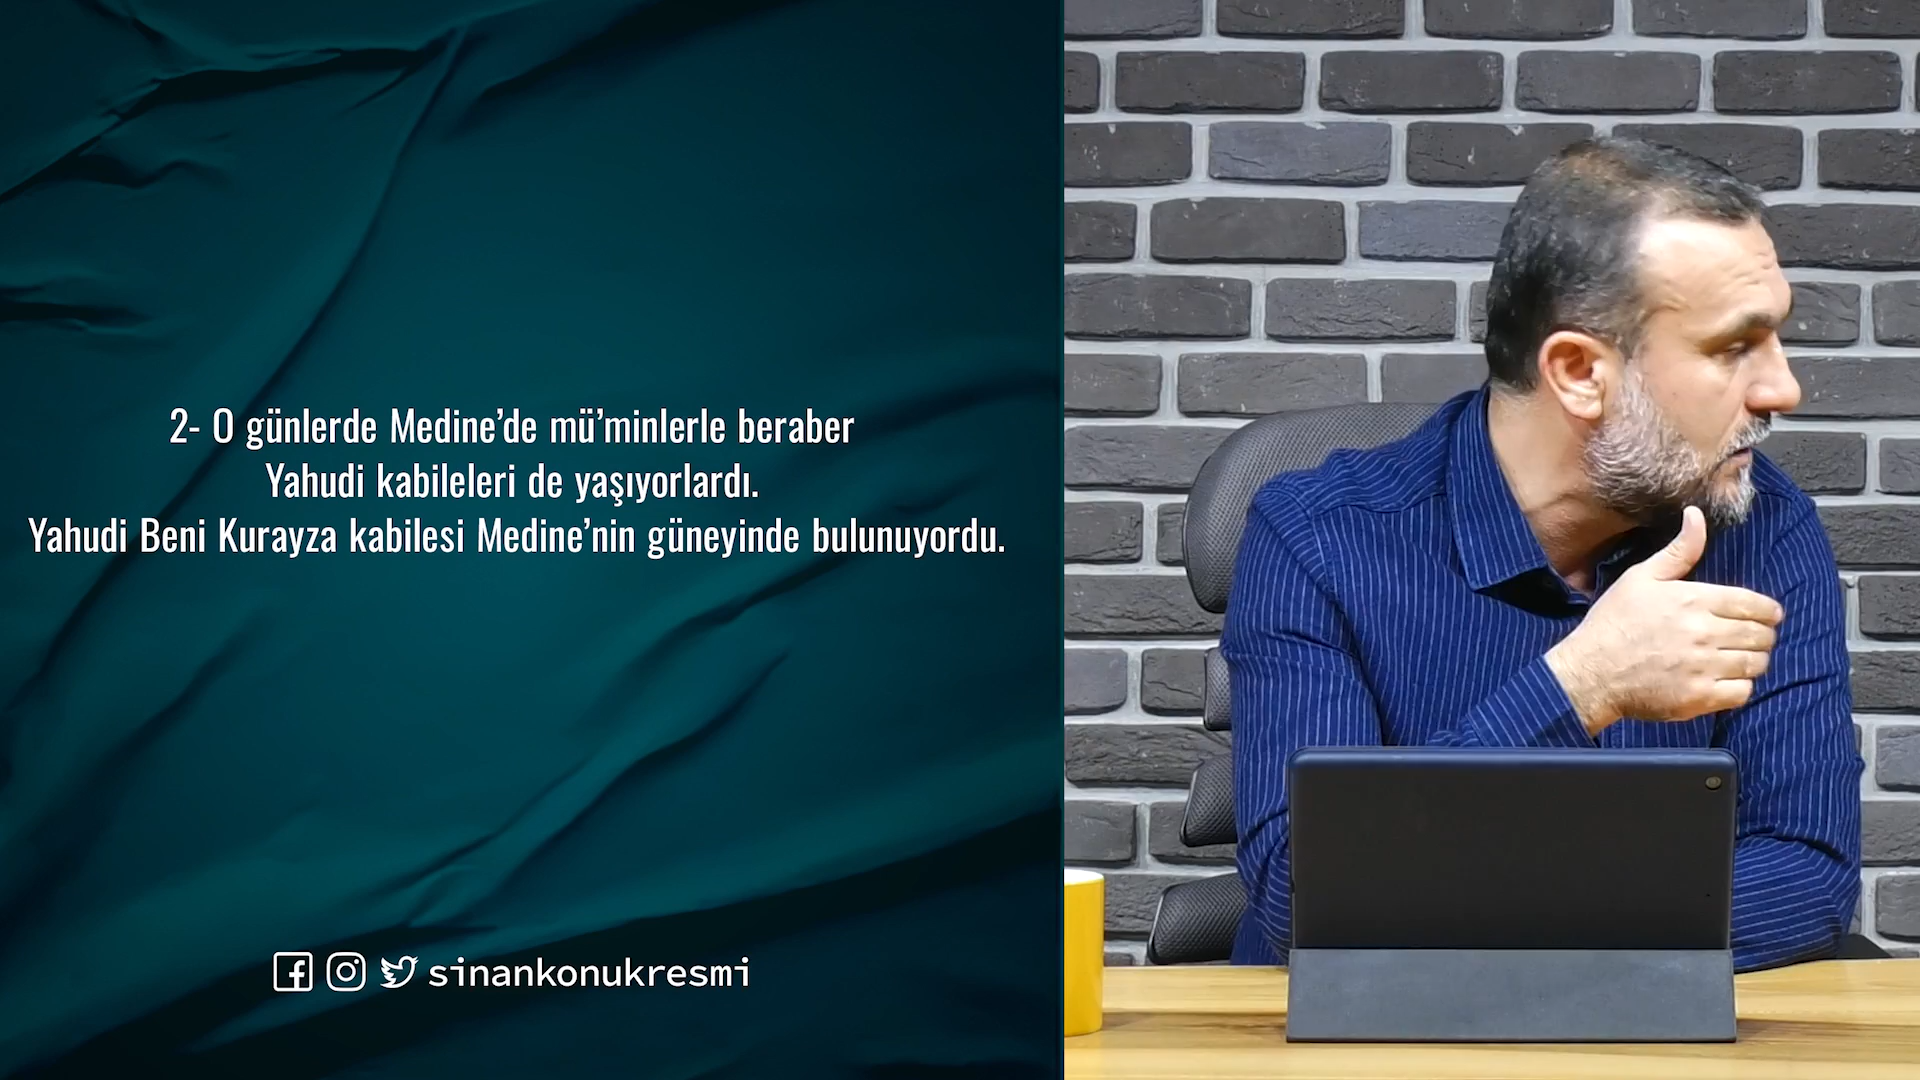 2- O günlerde Medine’de mü’minlerle beraber
Yahudi kabileleri de yaşıyorlardı.
Yahudi Beni Kurayza kabilesi Medine’nin güneyinde bulunuyordu.
sinankonukresmi